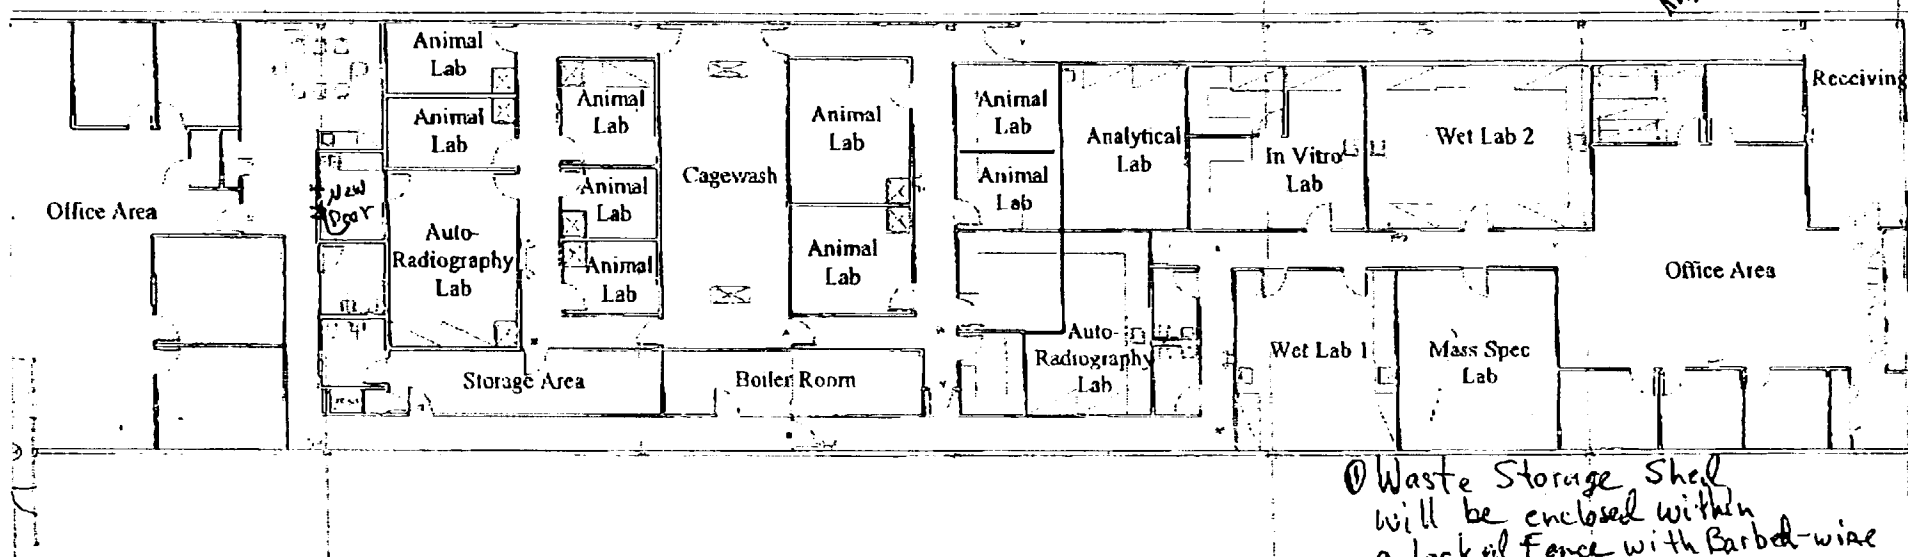 Animal
Lab
Animal
Lab
Animal
Lab
Animal
Lab
Animal
Lab
Animal
Lab
Animal
Lab
Cagewash
Animal
Lab
Animal
Lab
Analytical
Lab
In Vitro
Lab
Wet Lab 2
Receiving
New
Door
Office Area
Auto-
Radiography
Lab
Office Area
Storage Area
Boiler Room
Auto-
Radiography
Lab
Wet Lab 1
Mass Spec
Lab
① Waste Storage Shed
will be enclosed within
Fence with Barbed-wire